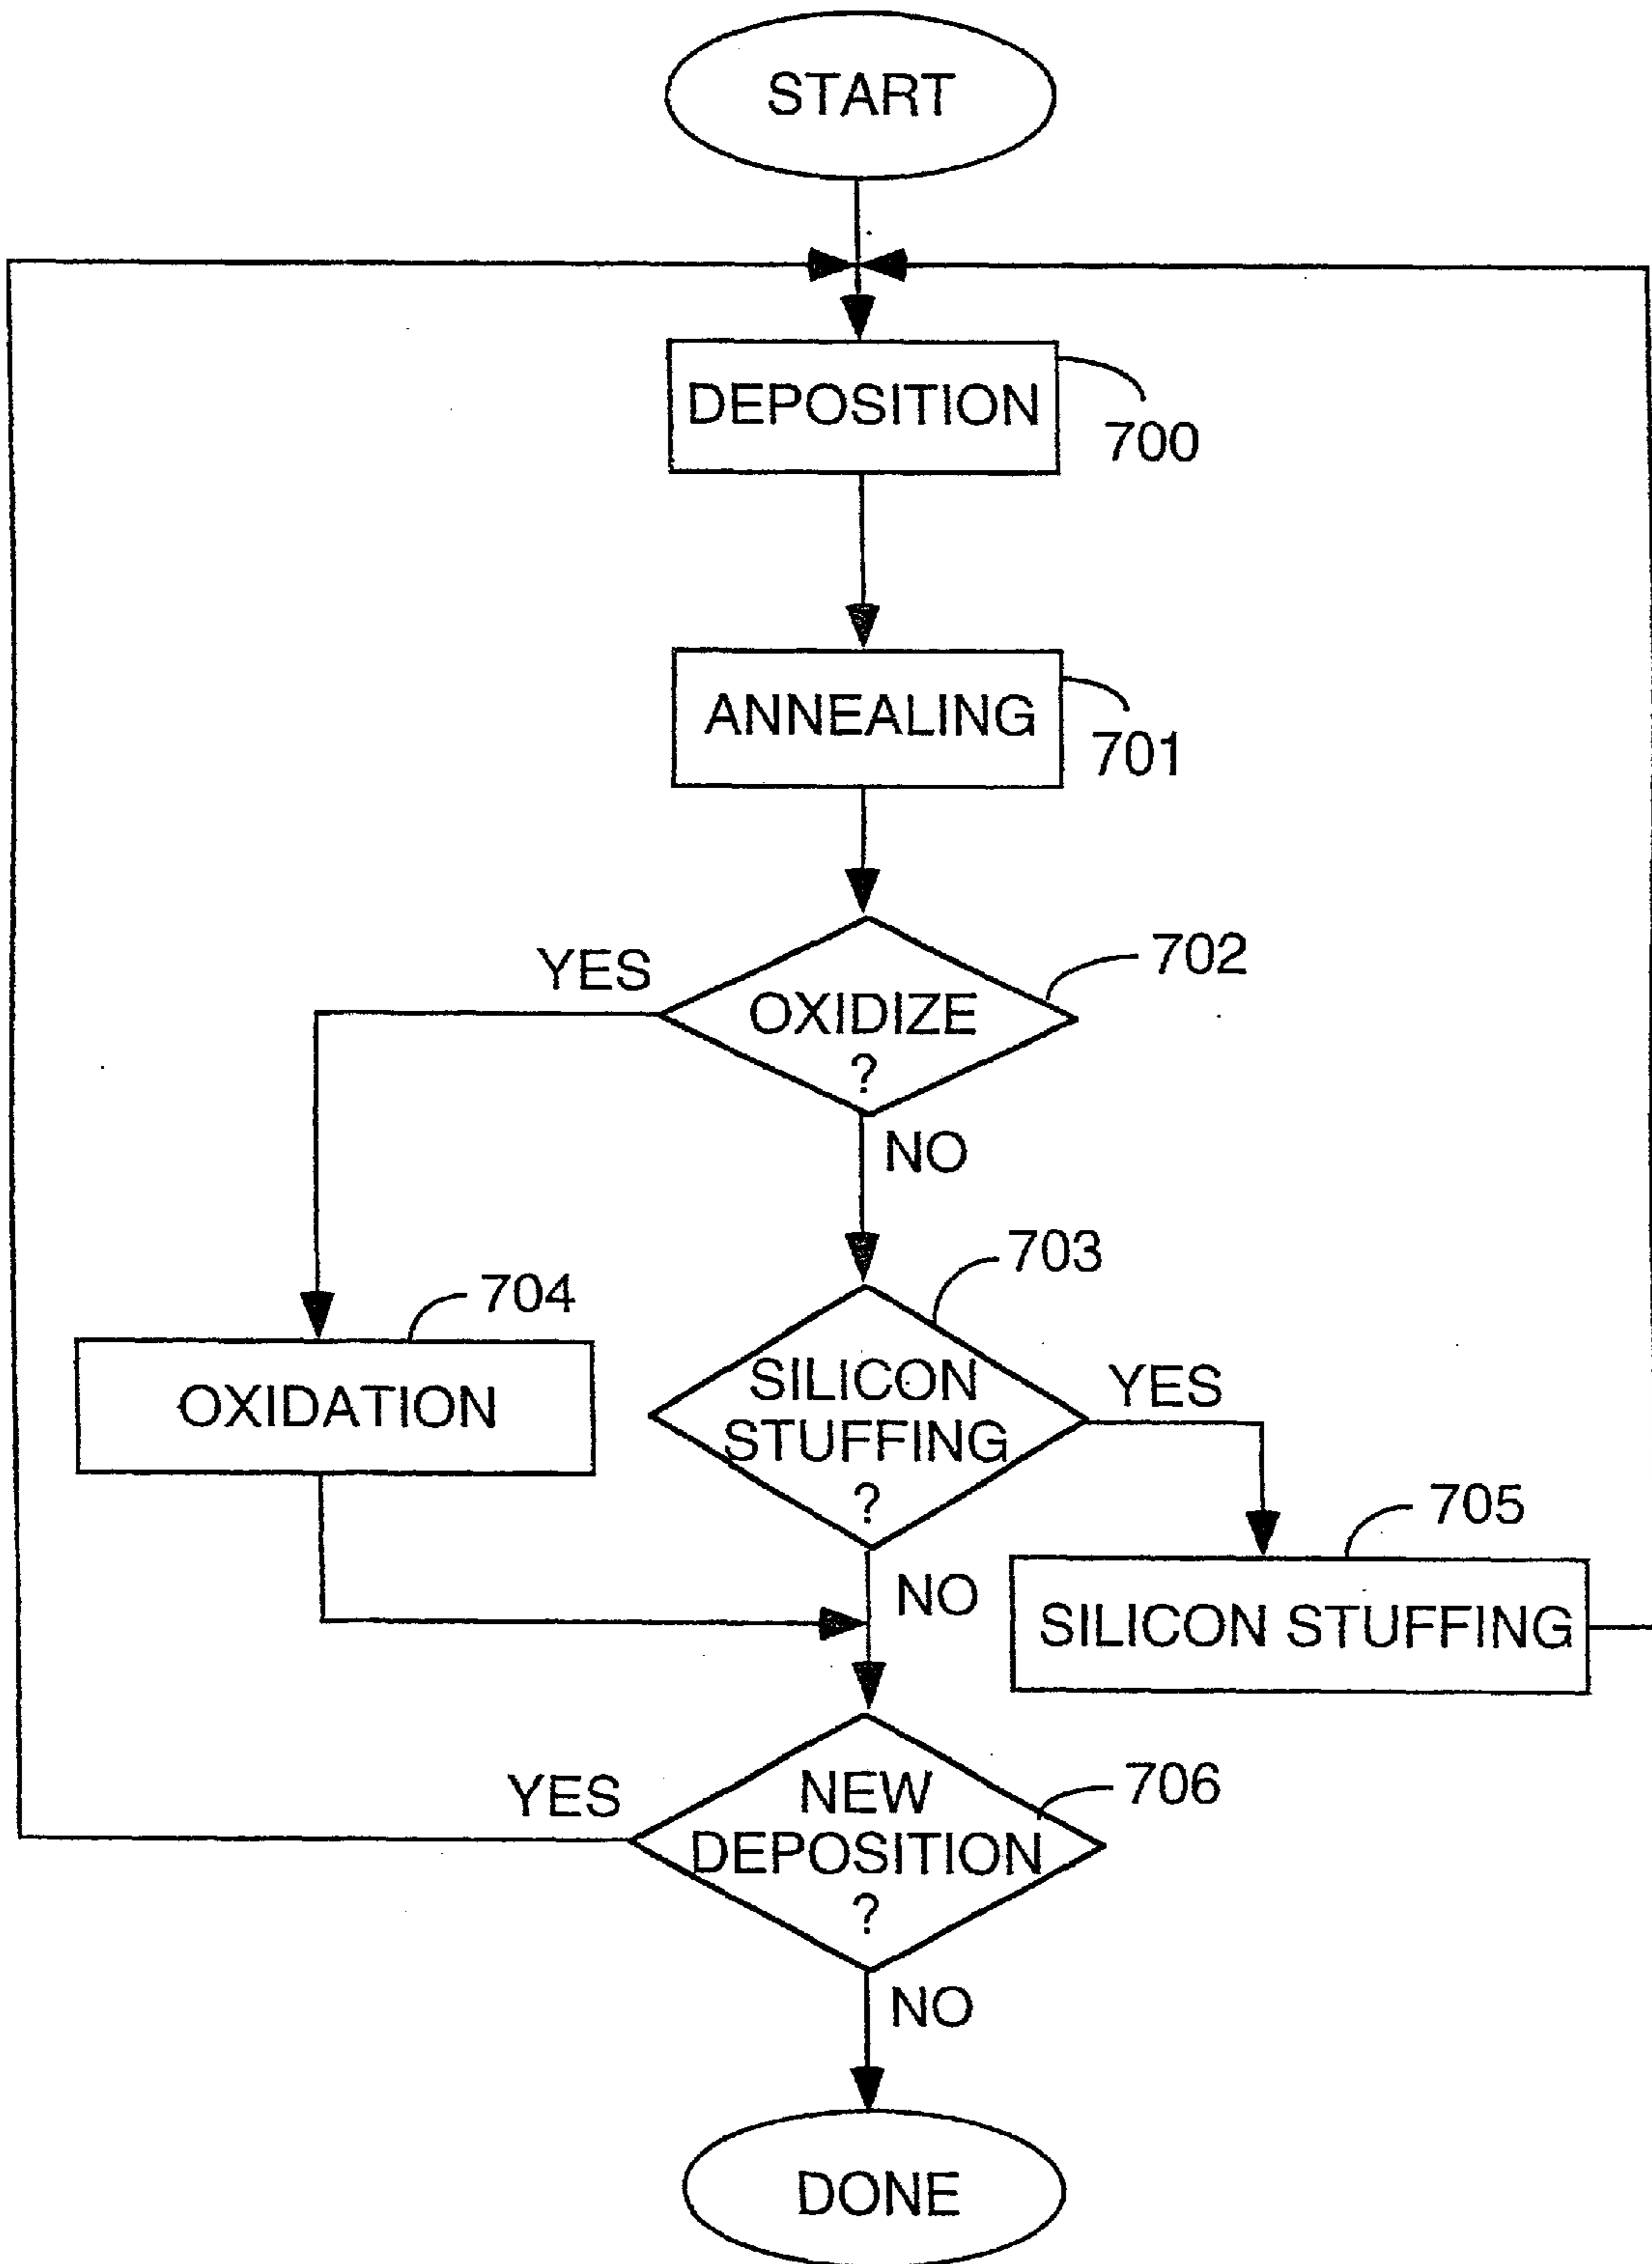 START
DEPOSITION
700
ANNEALING
701
YES
702
OXIDIZE
?
NO
703
704
SILICON
STUFFING
?
YES
OXIDATION
705
NO
SILICON STUFFING
YES
NEW
DEPOSITION
?
706
NO
DONE